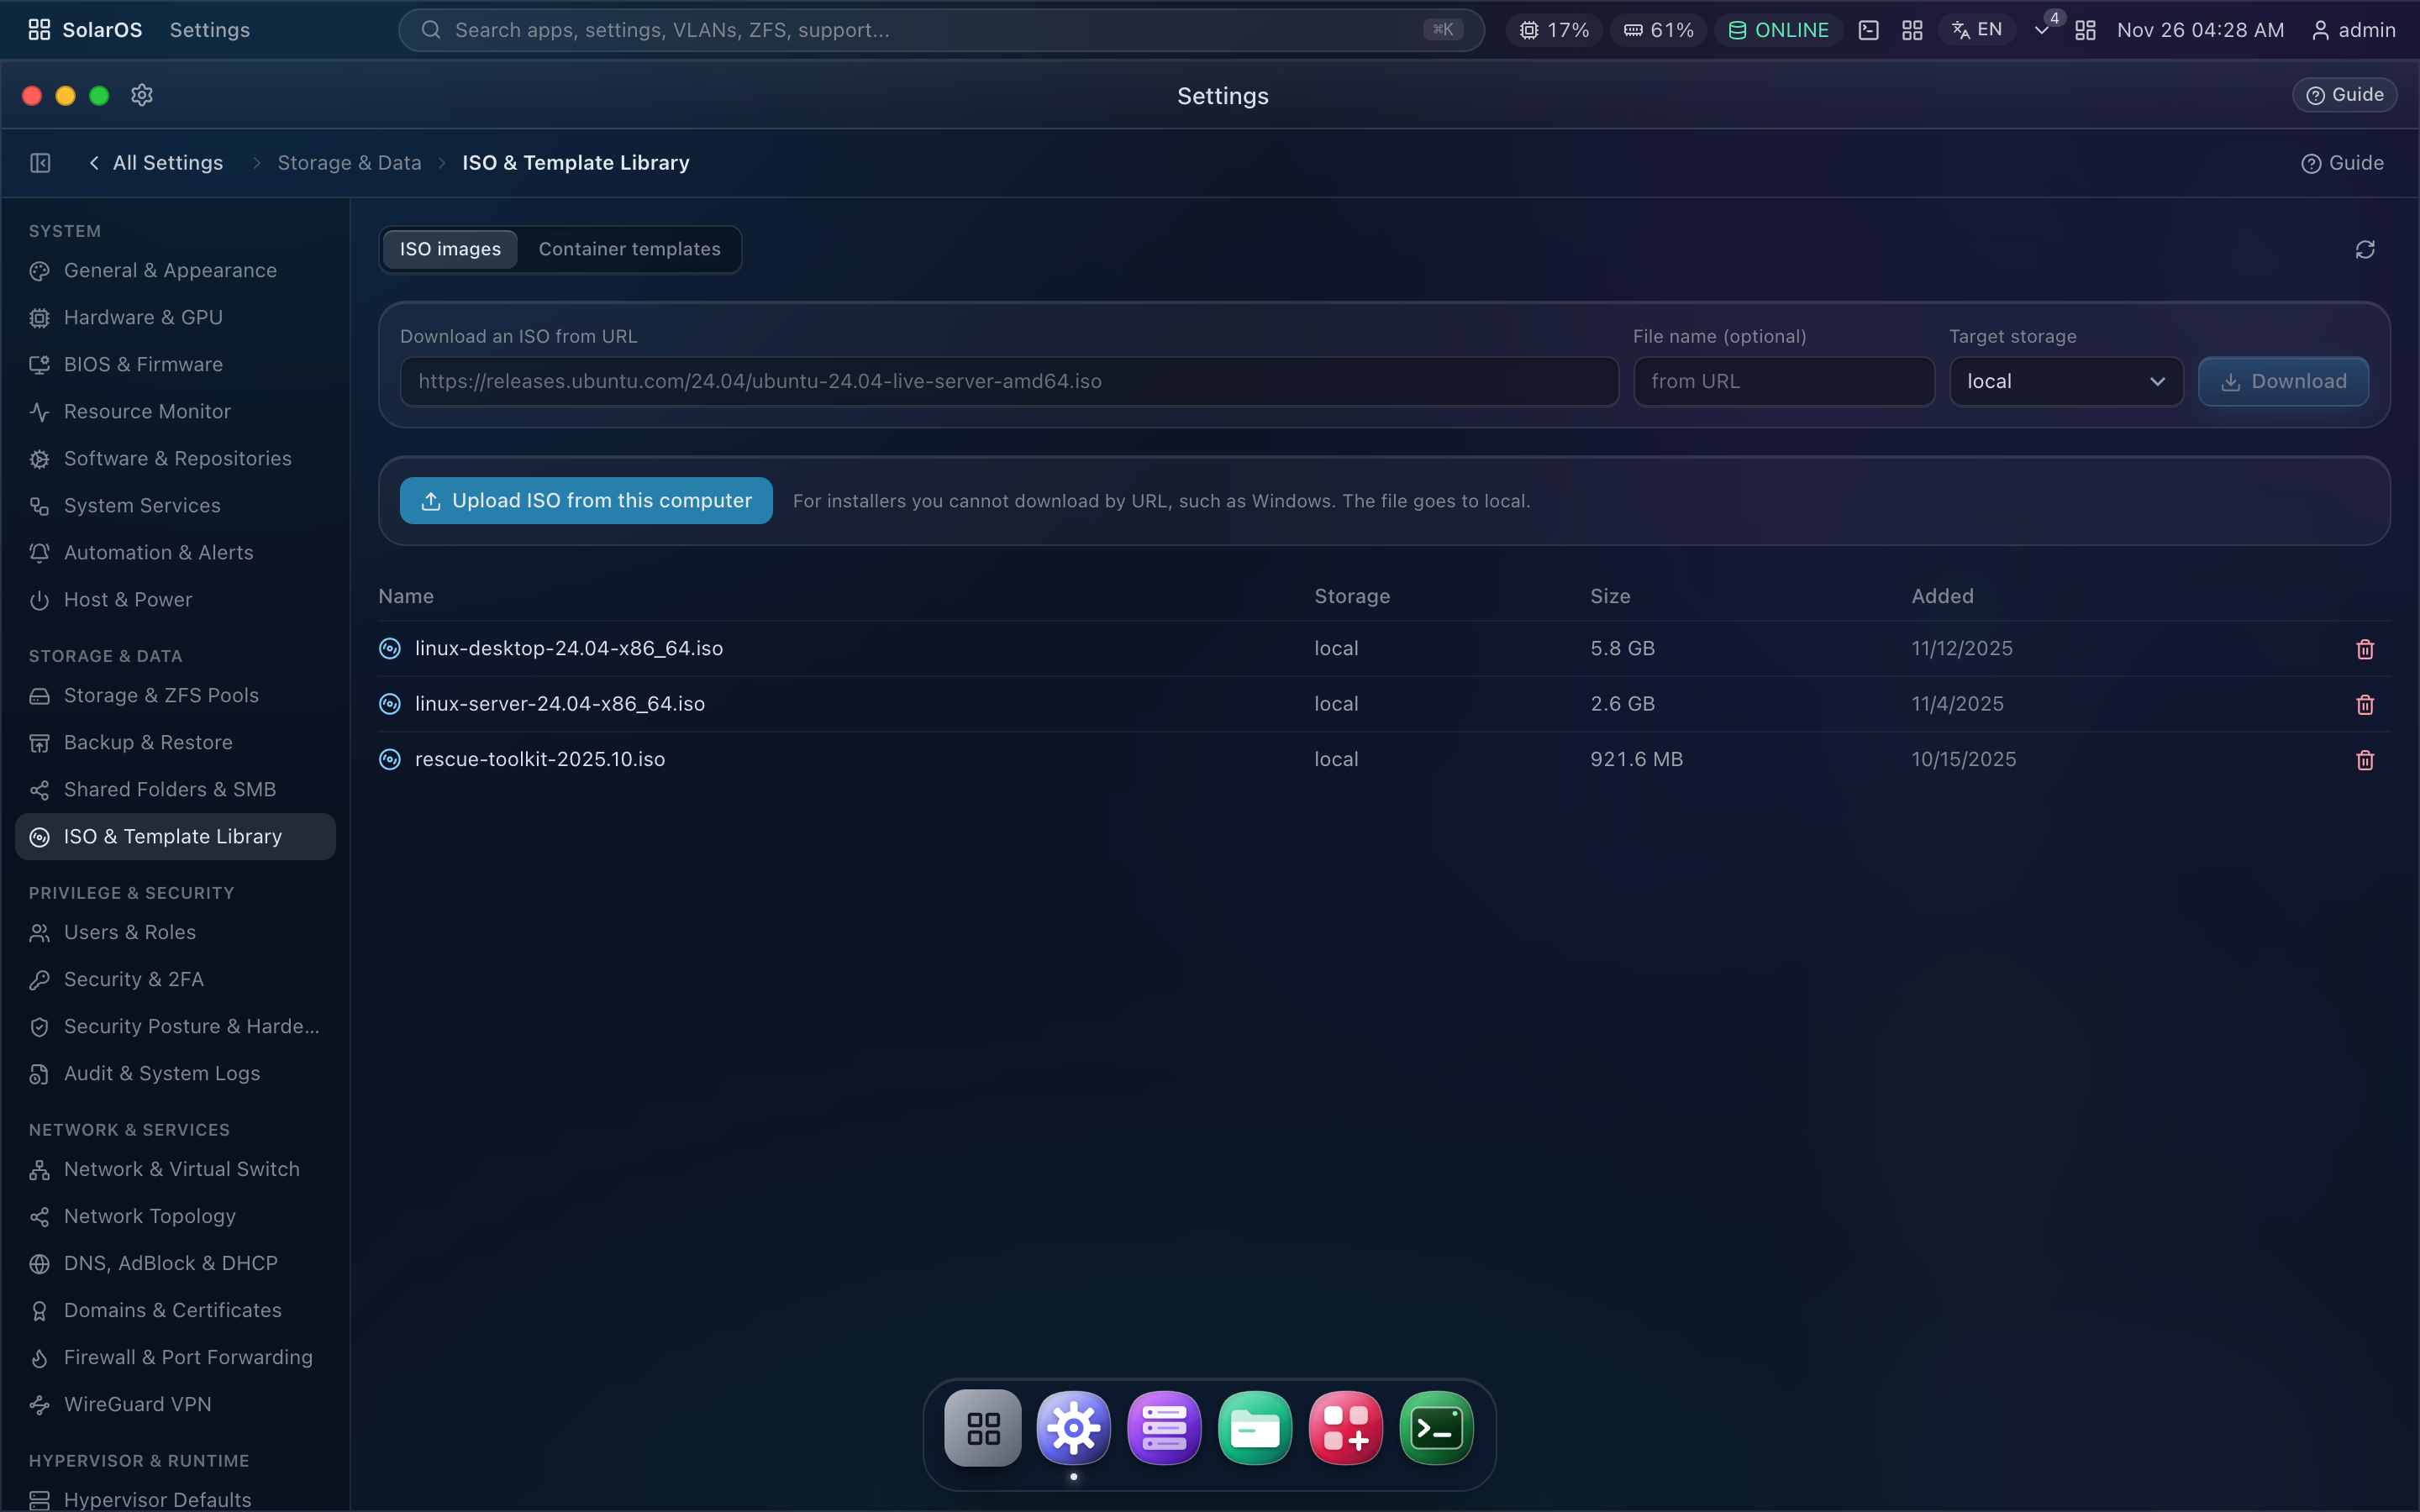 SolarOS Settings Search apps, settings, VLANs, ZFS, support... ⌘K 17% 61% ONLINE EN 4 Nov 26 04:28 AM admin
Settings Guide
All Settings Storage & Data ISO & Template Library Guide
SYSTEM
General & Appearance
Hardware & GPU
BIOS & Firmware
Resource Monitor
Software & Repositories
System Services
Automation & Alerts
Host & Power
STORAGE & DATA
Storage & ZFS Pools
Backup & Restore
Shared Folders & SMB
ISO & Template Library
PRIVILEGE & SECURITY
Users & Roles
Security & 2FA
Security Posture & Harde...
Audit & System Logs
NETWORK & SERVICES
Network & Virtual Switch
Network Topology
DNS, AdBlock & DHCP
Domains & Certificates
Firewall & Port Forwarding
WireGuard VPN
HYPERVISOR & RUNTIME
Hypervisor Defaults
ISO images Container templates
Download an ISO from URL File name (optional) Target storage
https://releases.ubuntu.com/24.04/ubuntu-24.04-live-server-amd64.iso from URL local Download
Upload ISO from this computer For installers you cannot download by URL, such as Windows. The file goes to local.
Name Storage Size Added
linux-desktop-24.04-x86_64.iso local 5.8 GB 11/12/2025
linux-server-24.04-x86_64.iso local 2.6 GB 11/4/2025
rescue-toolkit-2025.10.iso local 921.6 MB 10/15/2025